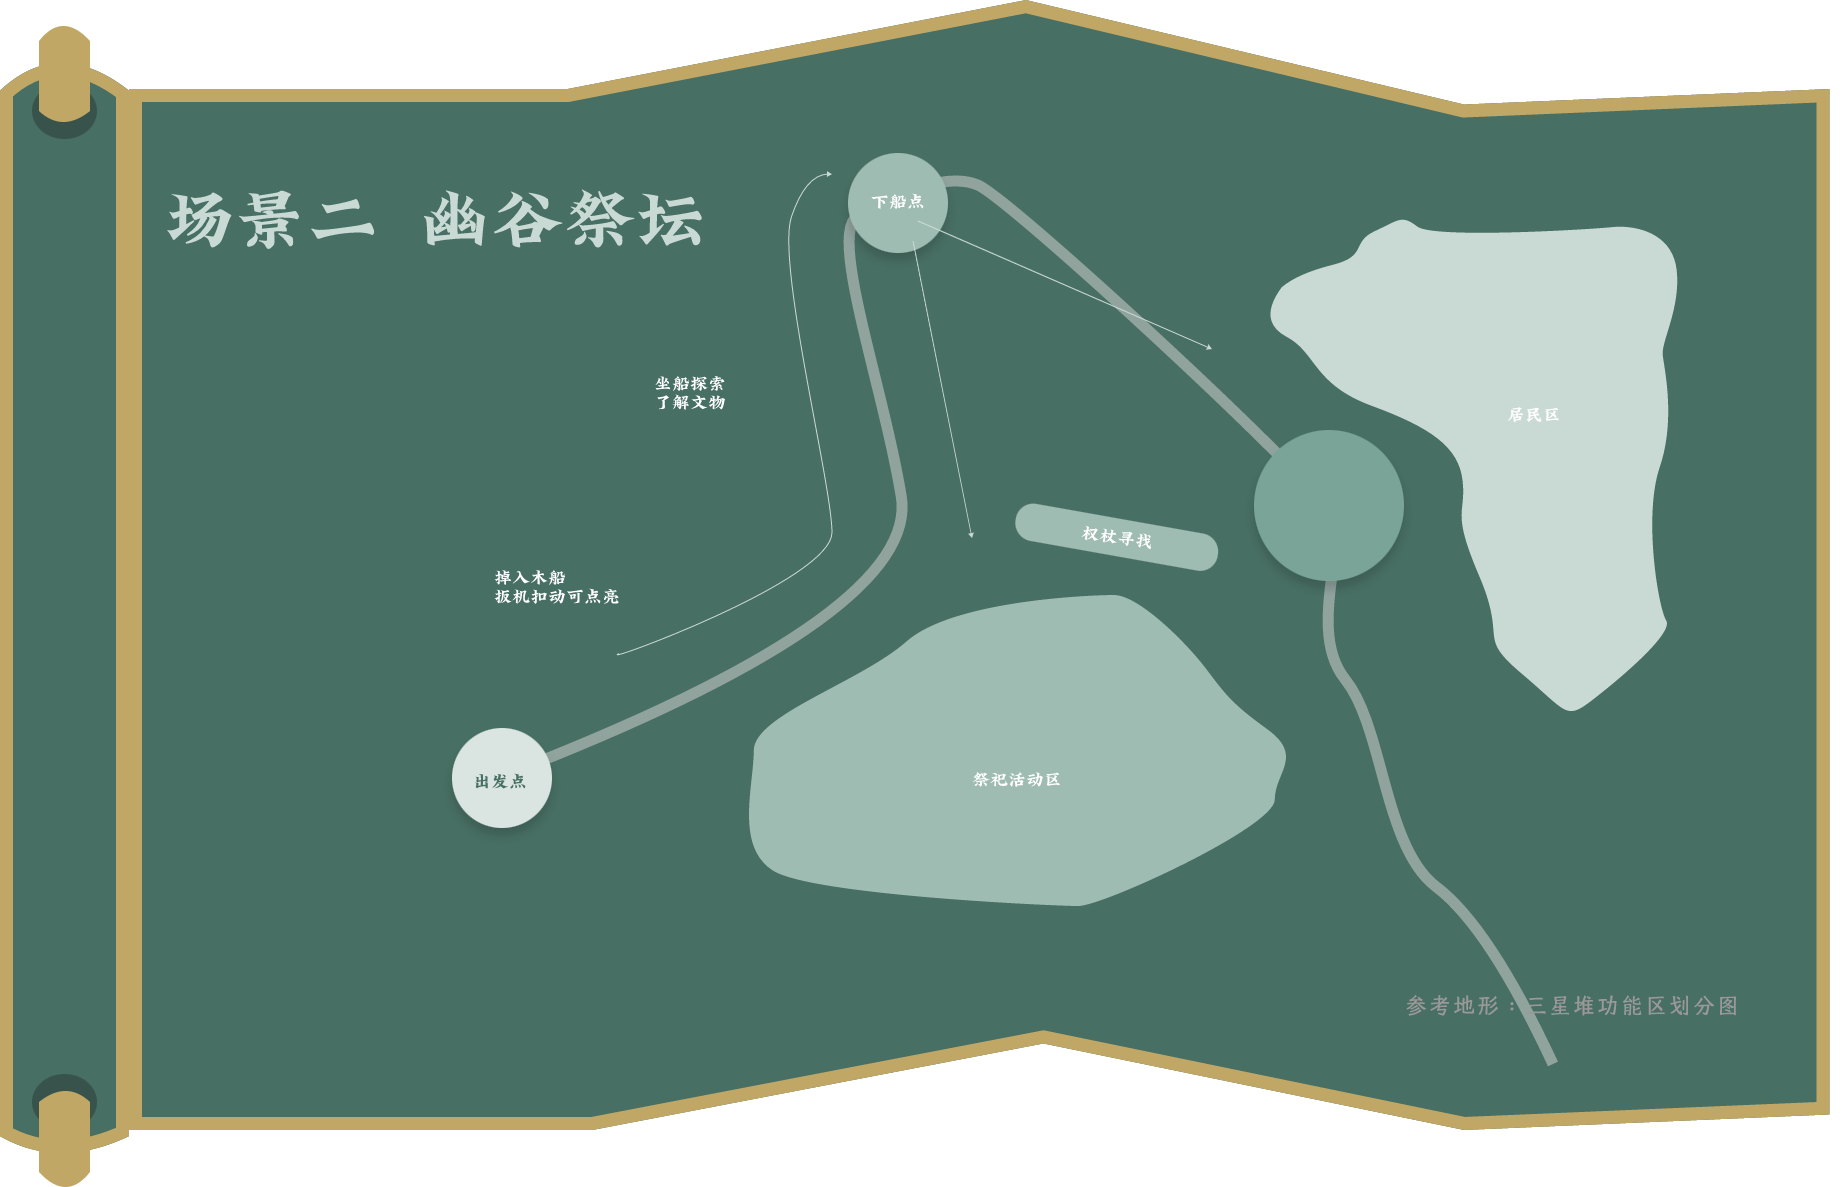 场景二 幽谷祭坛
下船点
坐船探索
了解文物
居民区
权杖寻找
掉入木船
扳机扣动可点亮
出发点
祭祀活动区
参考地形：三星堆功能区划分图